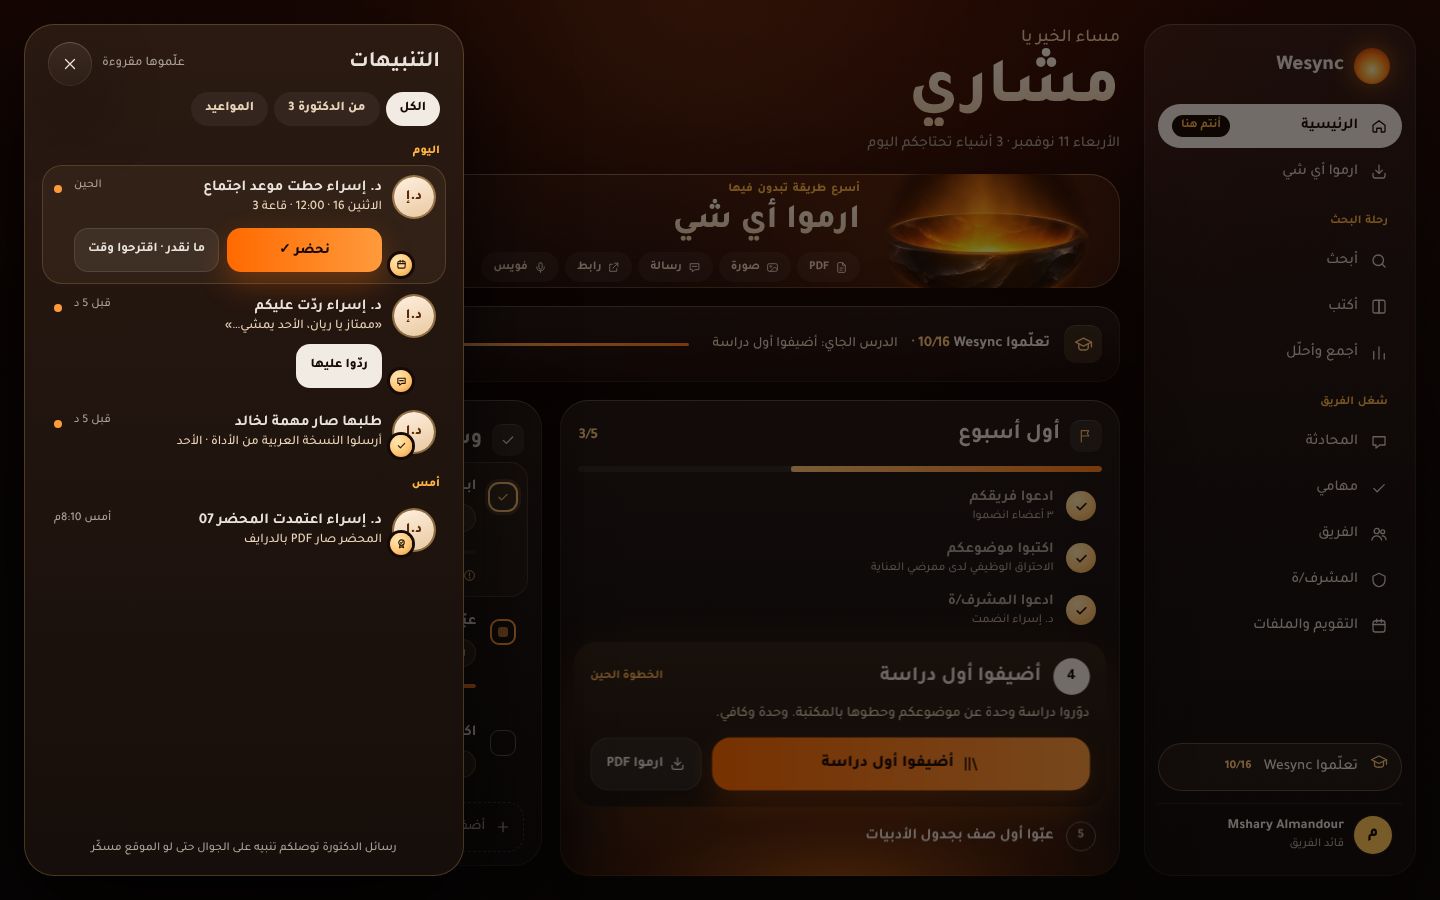 Wesync
الرئيسية
أنتم هنا
ارموا أي شي
رحلة البحث
أبحث
أكتب
أجمع وأحلّل
شغل الفريق
المحادثة
مهامي
الفريق
المشرف/ة
التقويم والملفات
تعلّموا Wesync
10/16
Mshary Almandour
قائد الفريق
م
مساء الخير يا
مشاري
الأربعاء 11 نوفمبر · 3 أشياء تحتاجكم اليوم
أسرع طريقة تبدون فيها
ارموا أي شي
PDF
صورة
رسالة
رابط
فويس
تعلّموا Wesync 10/16 ·
الدرس الجاي: أضيفوا أول دراسة
أول أسبوع
3/5
ادعوا فريقكم
٣ أعضاء انضموا
اكتبوا موضوعكم
الاحتراق الوظيفي لدى ممرضي العناية
ادعوا المشرف/ة
د. إسراء انضمت
4
أضيفوا أول دراسة
الخطوة الحين
دوّروا دراسة وحدة عن موضوعكم وحطوها بالمكتبة. وحدة وكافي.
أضيفوا أول دراسة
ارموا PDF
5
عبّوا أول صف بجدول الأدبيات
التنبيهات
علّموها مقروءة
الكل
من الدكتورة 3
المواعيد
اليوم
د.إ
د. إسراء حطت موعد اجتماع
الحين
الاثنين 16 · 12:00 · قاعة 3
نحضر ✓
ما نقدر · اقترحوا وقت
د.إ
د. إسراء ردّت عليكم
قبل 5 د
«ممتاز يا ريان، الأحد يمشي…»
ردّوا عليها
طلبها صار مهمة لخالد
قبل 5 د
أرسلوا النسخة العربية من الأداة · الأحد
أمس
د. إسراء اعتمدت المحضر 07
أمس 8:10م
المحضر صار PDF بالدرايف
رسائل الدكتورة توصلكم تنبيه على الجوال حتى لو الموقع مسكّر